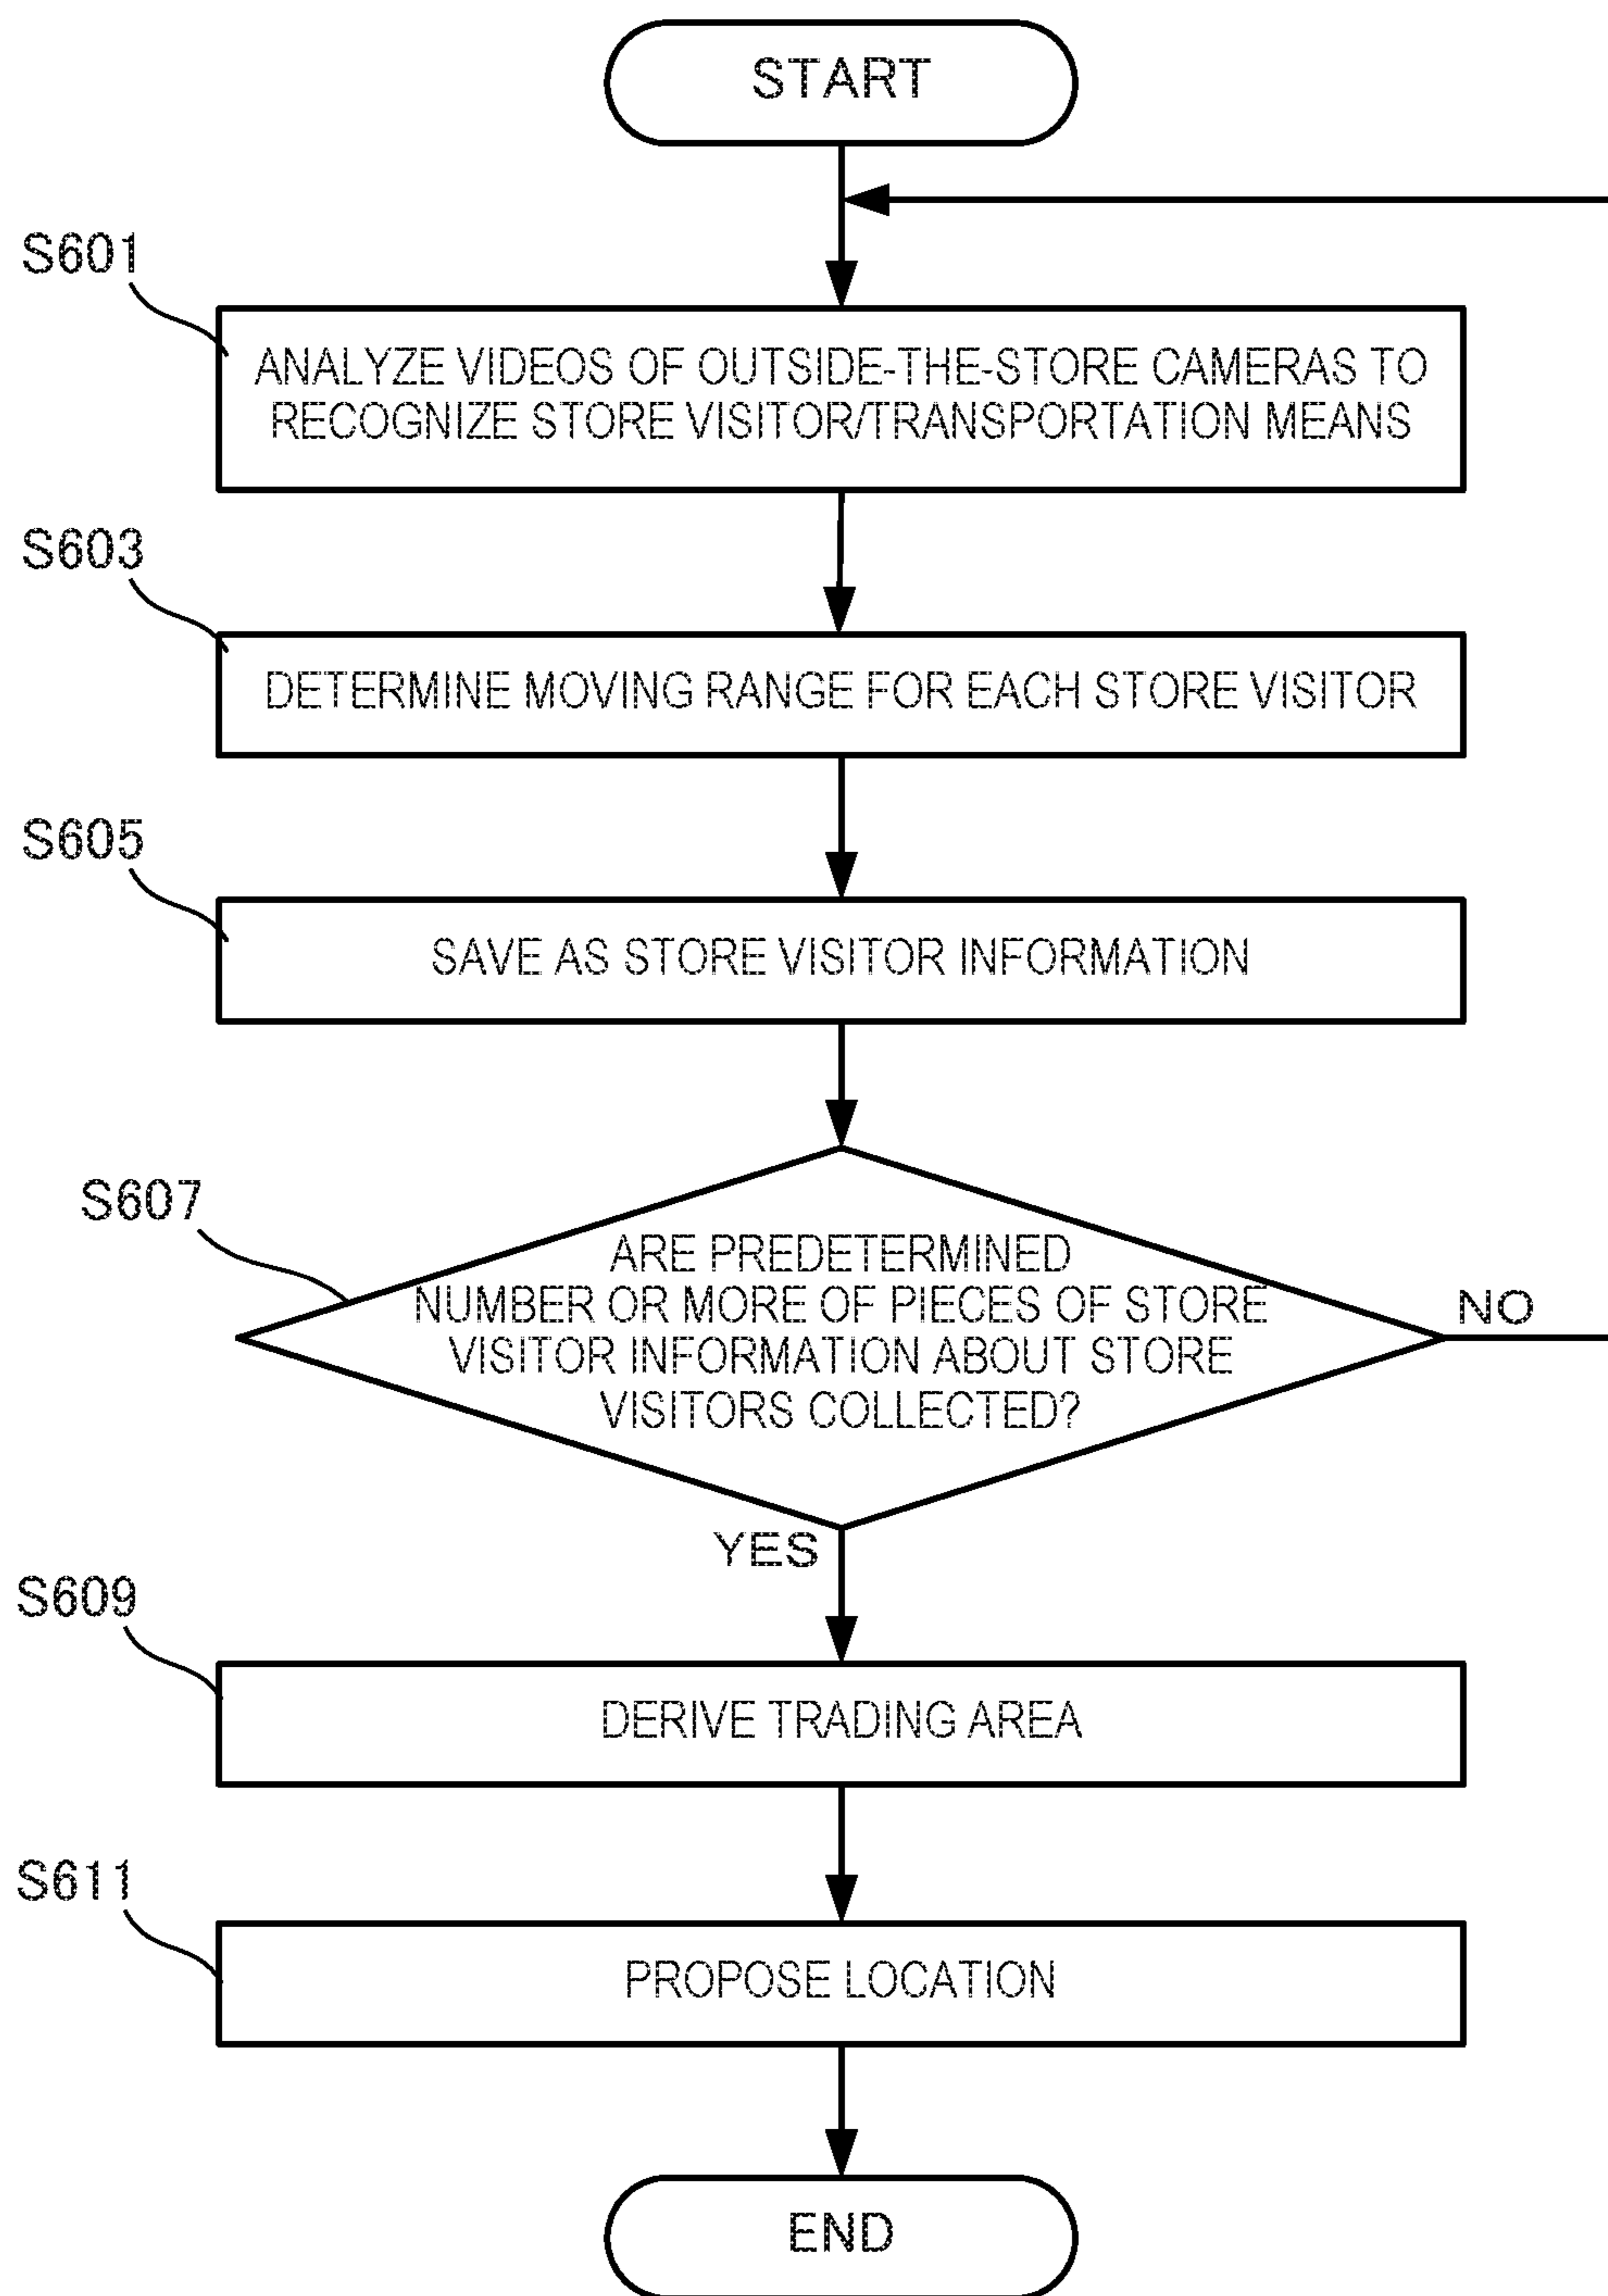 START
S601
ANALYZE VIDEOS OF OUTSIDE-THE-STORE CAMERAS TO
RECOGNIZE STORE VISITOR/TRANSPORTATION MEANS
S603
DETERMINE MOVING RANGE FOR EACH STORE VISITOR
S605
SAVE AS STORE VISITOR INFORMATION
S607
ARE PREDETERMINED
NUMBER OR MORE OF PIECES OF STORE
VISITOR INFORMATION ABOUT STORE
VISITORS COLLECTED?
NO
YES
S609
DERIVE TRADING AREA
S611
PROPOSE LOCATION
END